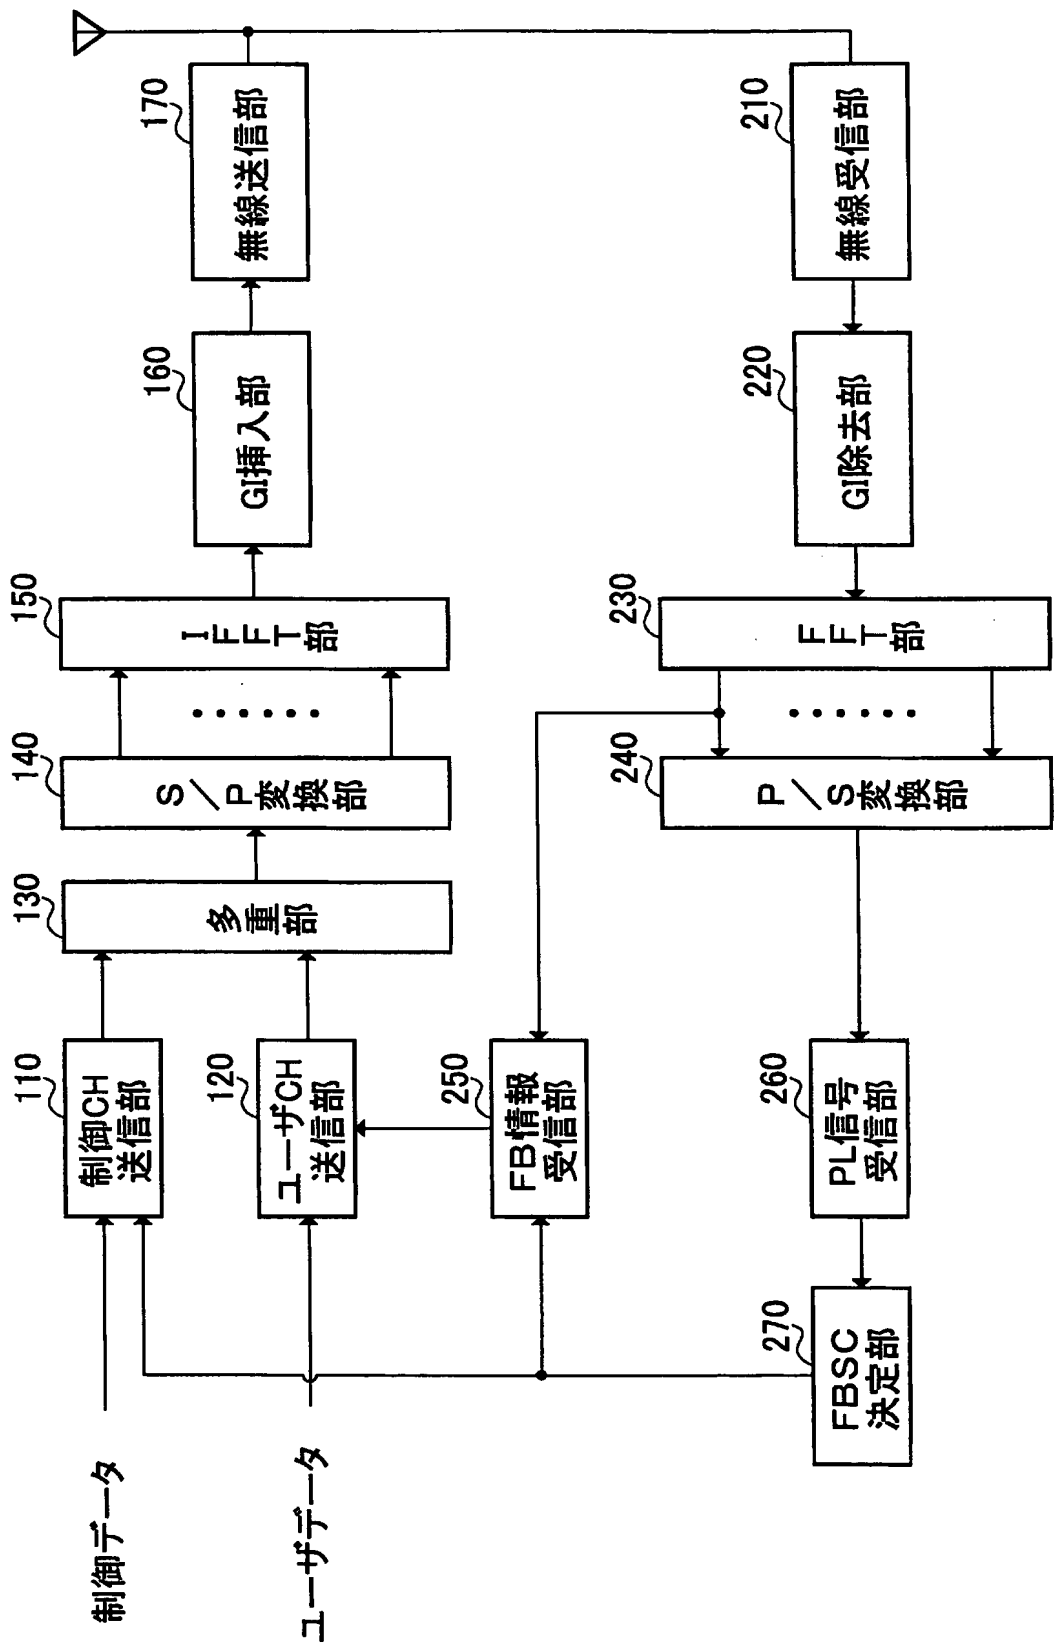 制御データ
ユーザデータ
110
制御CH
送信部
120
ユーザCH
送信部
130
多重部
140
S/P変換部
150
IFFT部
160
GI挿入部
170
無線送信部
210
無線受信部
220
GI除去部
230
FFT部
240
P/S変換部
250
FB情報
受信部
260
PL信号
受信部
270
FBSC
決定部